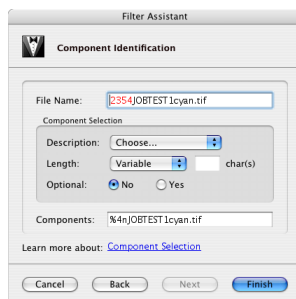 Filter Assistant
Component Identification
File Name: 2354JOBTEST1cyan.tif
Component Selection
Description: Choose...
Length: Variable char(s)
Optional: No Yes
Components: %4nJOBTEST1cyan.tif
Learn more about: Component Selection
Cancel Back Next Finish